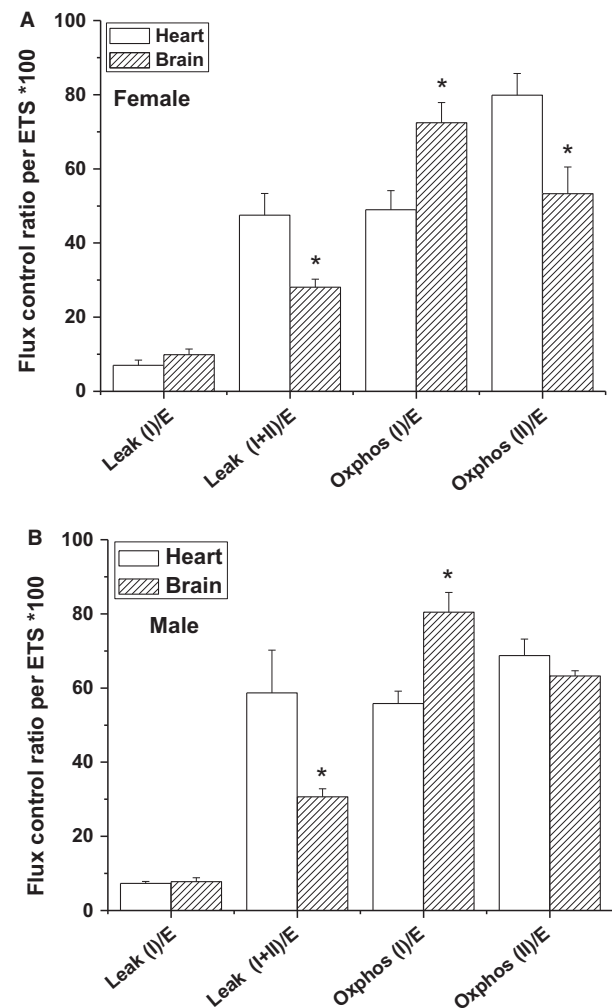 A
Heart
Brain
Female
Flux control ratio per ETS *100
100
80
60
40
20
0
*
*
*
Leak (I)/E
Leak (I+II)/E
Oxphos (I)/E
Oxphos (II)/E
B
Heart
Brain
Male
Flux control ratio per ETS *100
100
80
60
40
20
0
*
*
Leak (I)/E
Leak (I+II)/E
Oxphos (I)/E
Oxphos (II)/E